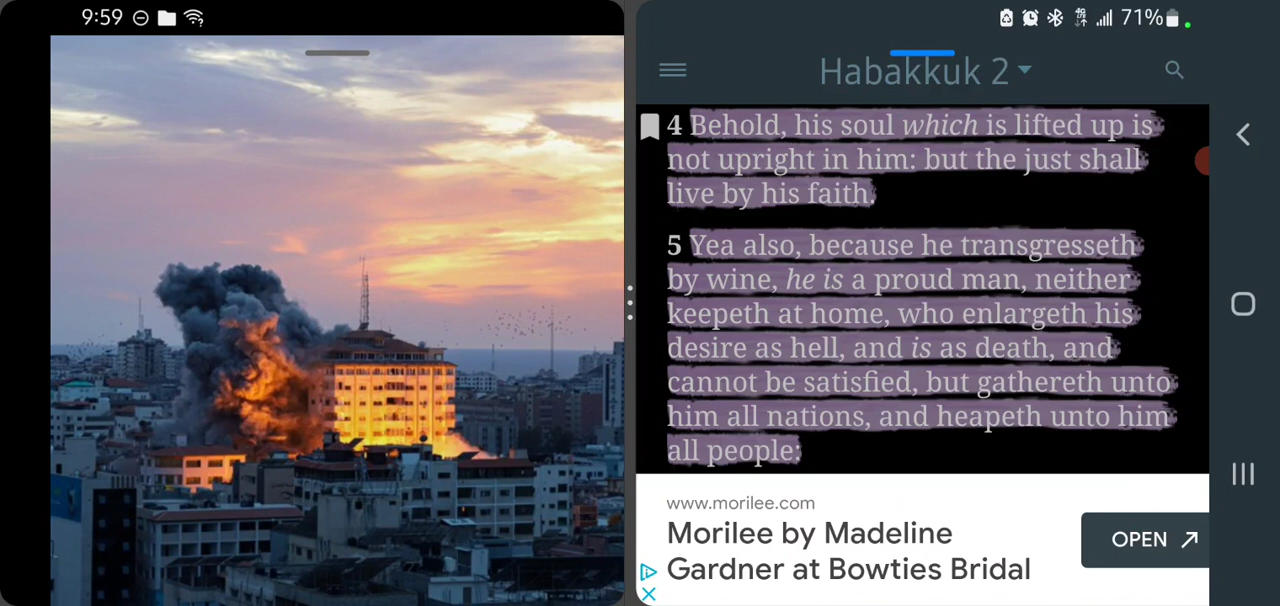 9:59
4G
71%
Habakkuk 2
4 Behold, his soul which is lifted up is
not upright in him: but the just shall
live by his faith.
5 Yea also, because he transgresseth
by wine, he is a proud man, neither
keepeth at home, who enlargeth his
desire as hell, and is as death, and
cannot be satisfied, but gathereth unto
him all nations, and heapeth unto him
all people:
www.morilee.com
Morilee by Madeline
Gardner at Bowties Bridal
OPEN